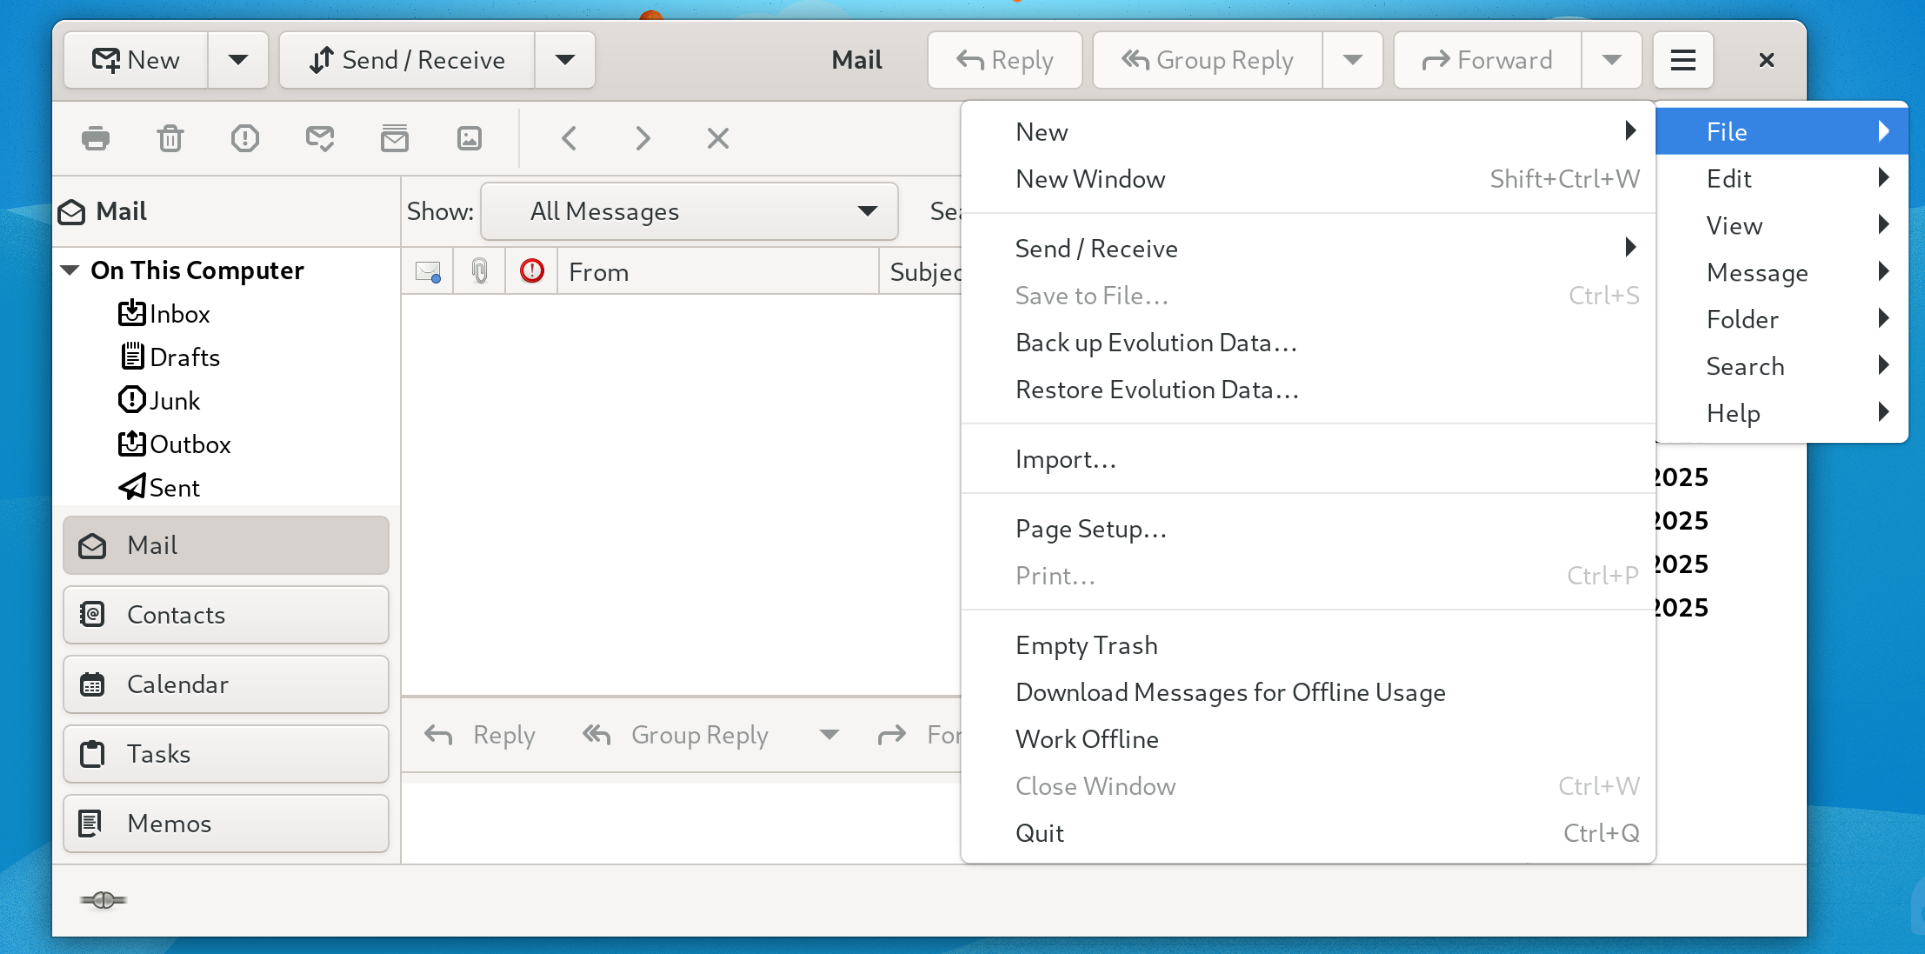 New
Send / Receive
Mail
Reply
Group Reply
Forward
Mail
Show:
All Messages
On This Computer
Inbox
Drafts
Junk
Outbox
Sent
Mail
Contacts
Calendar
Tasks
Memos
From
Reply
Group Reply
New
New Window Shift+Ctrl+W
Send / Receive
Save to File... Ctrl+S
Back up Evolution Data...
Restore Evolution Data...
Import...
Page Setup...
Print... Ctrl+P
Empty Trash
Download Messages for Offline Usage
Work Offline
Close Window Ctrl+W
Quit Ctrl+Q
File
Edit
View
Message
Folder
Search
Help
2025
2025
2025
2025